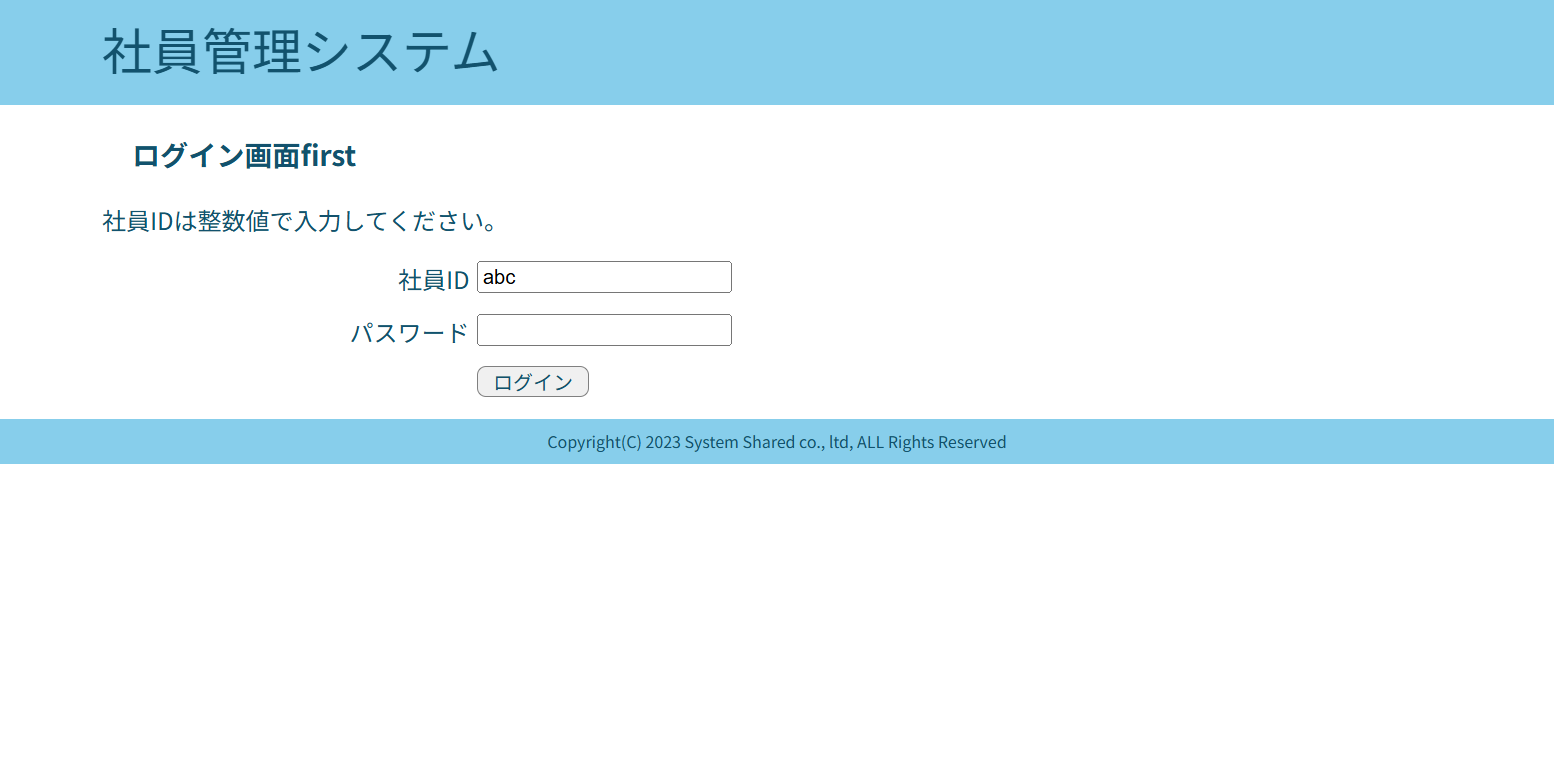 社員管理システム
ログイン画面first
社員IDは整数値で入力してください。
社員ID abc
パスワード
ログイン
Copyright(C) 2023 System Shared co., ltd, ALL Rights Reserved